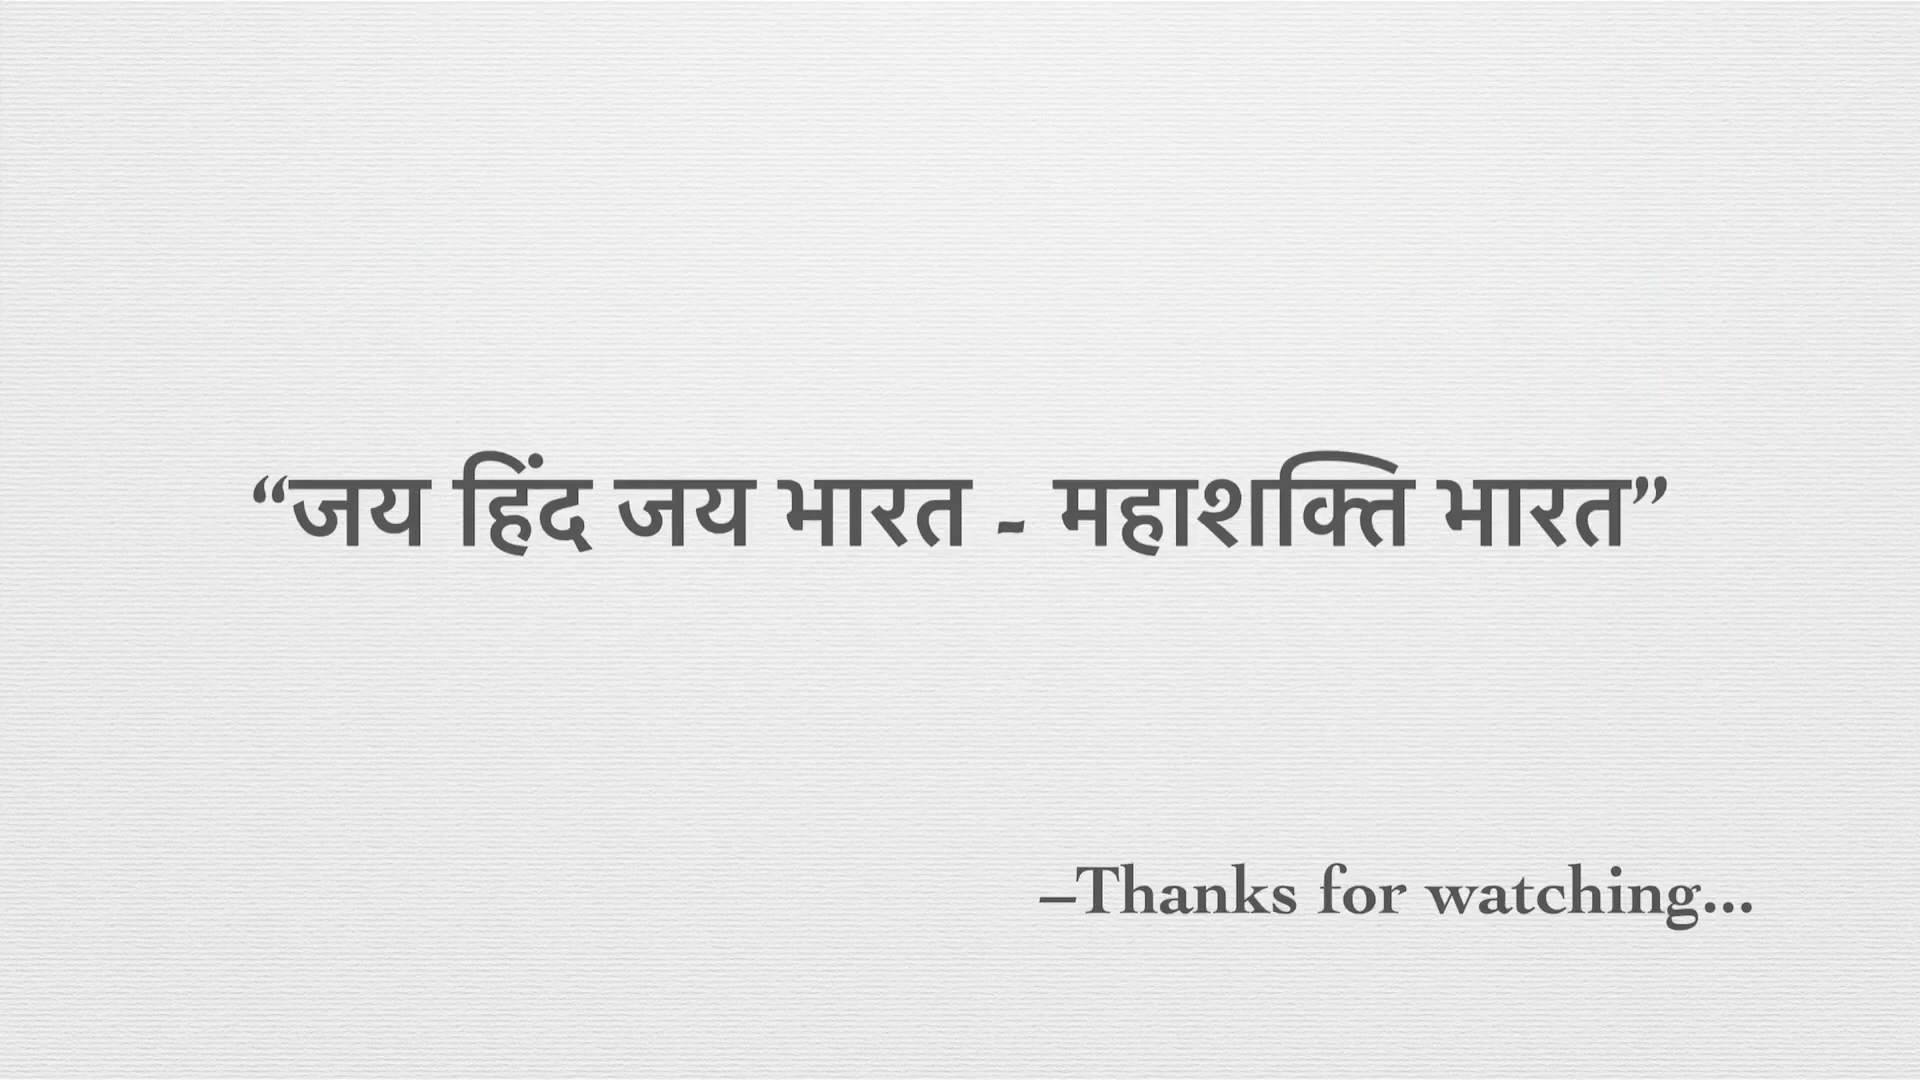 “जय हिंद जय भारत - महाशक्ति भारत”
–Thanks for watching...